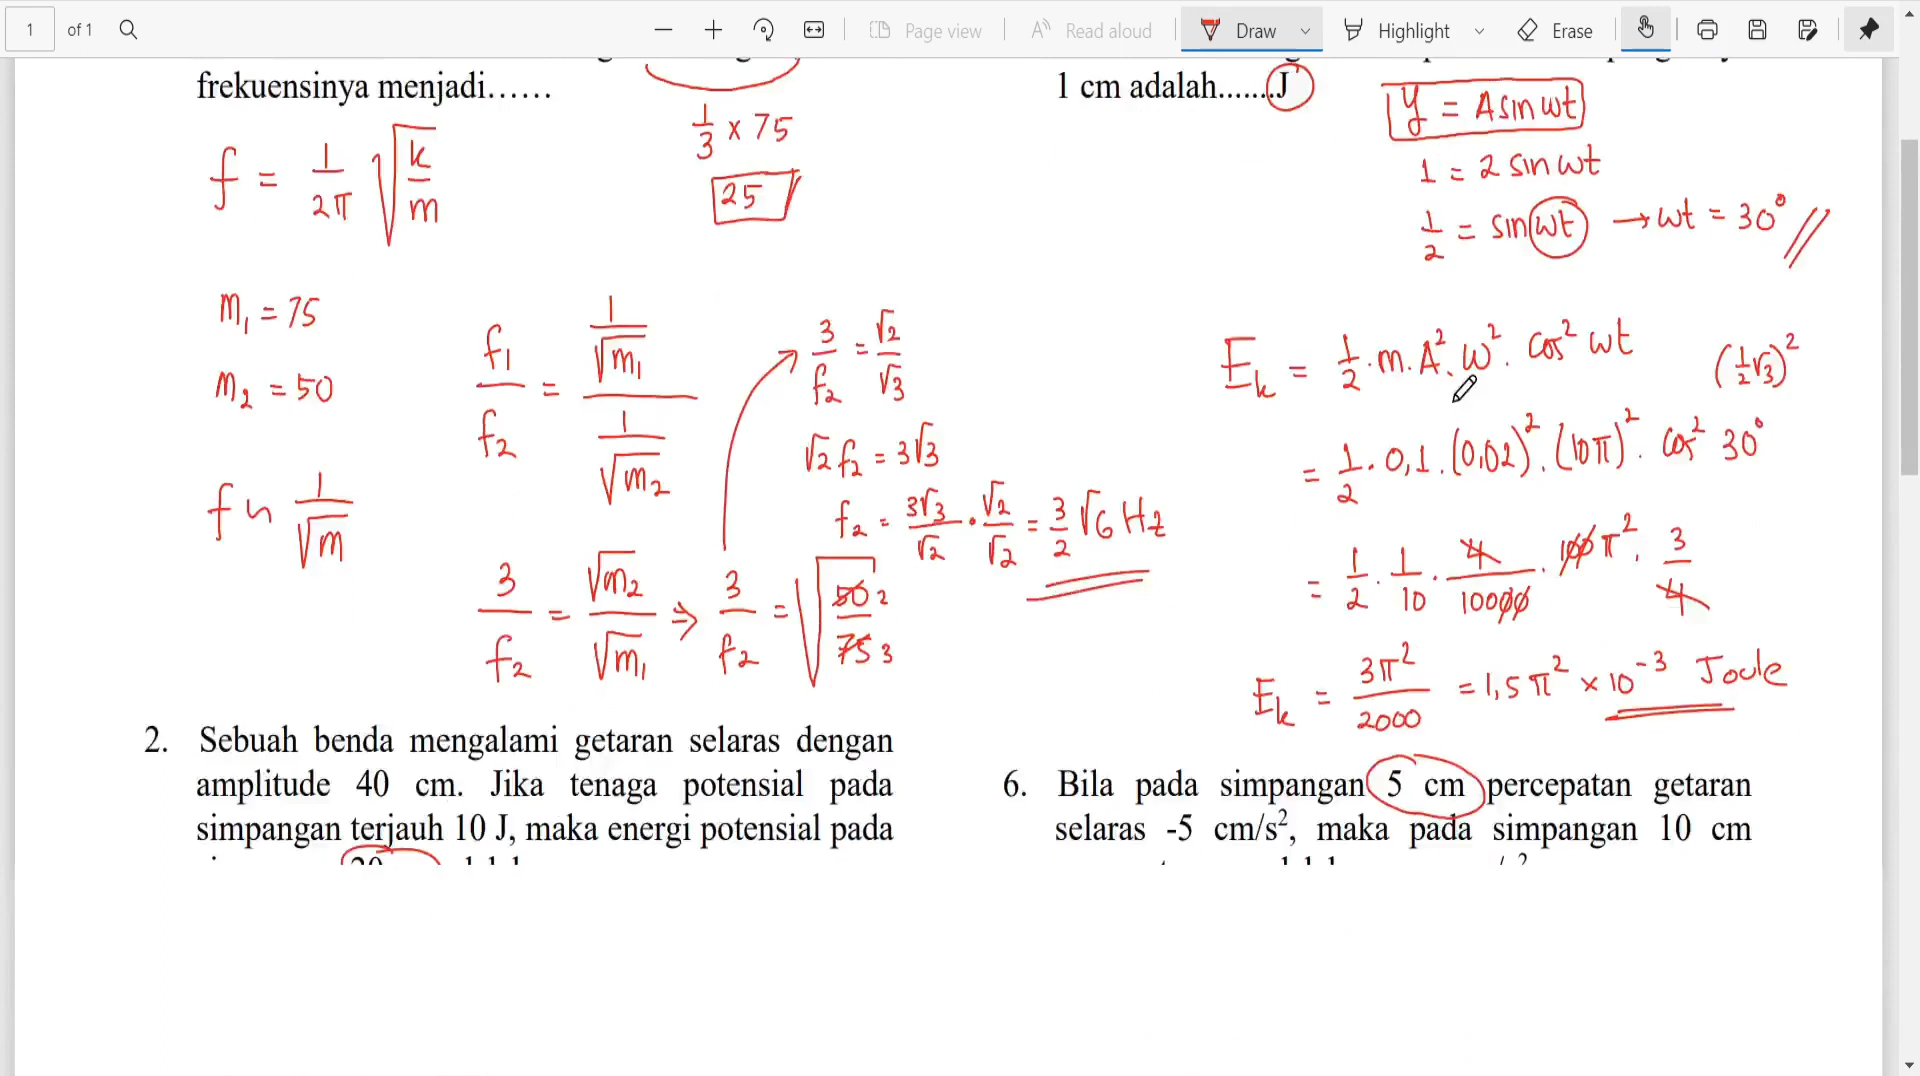 1 of 1 Page view Read aloud Draw Highlight Erase
frekuensinya menjadi……
1/3 x 75
25
f = 1/2π √(k/m)
m₁ = 75
m₂ = 50
f ∽ 1/√m
f₁/f₂ = (1/√m₁)/(1/√m₂)
3/f₂ = √m₂/√m₁ ⇒ 3/f₂ = √(50 2/75 3)
3/f₂ = √2/√3
√2 f₂ = 3√3
f₂ = 3√3/√2 · √2/√2 = 3/2 √6 Hz
2. Sebuah benda mengalami getaran selaras dengan
amplitude 40 cm. Jika tenaga potensial pada
simpangan terjauh 10 J, maka energi potensial pada
1 cm adalah.......J
y = A sin ωt
1 = 2 sin ωt
1/2 = sin ωt → ωt = 30°
Ek = 1/2 · m · A² · ω² · cos² ωt (1/2 √3)²
= 1/2 · 0,1 · (0,02)² · (10π)² · cos² 30°
= 1/2 · 1/10 · 4/10000 · 100 π² · 3/4
Ek = 3π²/2000 = 1,5 π² × 10⁻³ Joule
6. Bila pada simpangan 5 cm percepatan getaran
selaras -5 cm/s², maka pada simpangan 10 cm